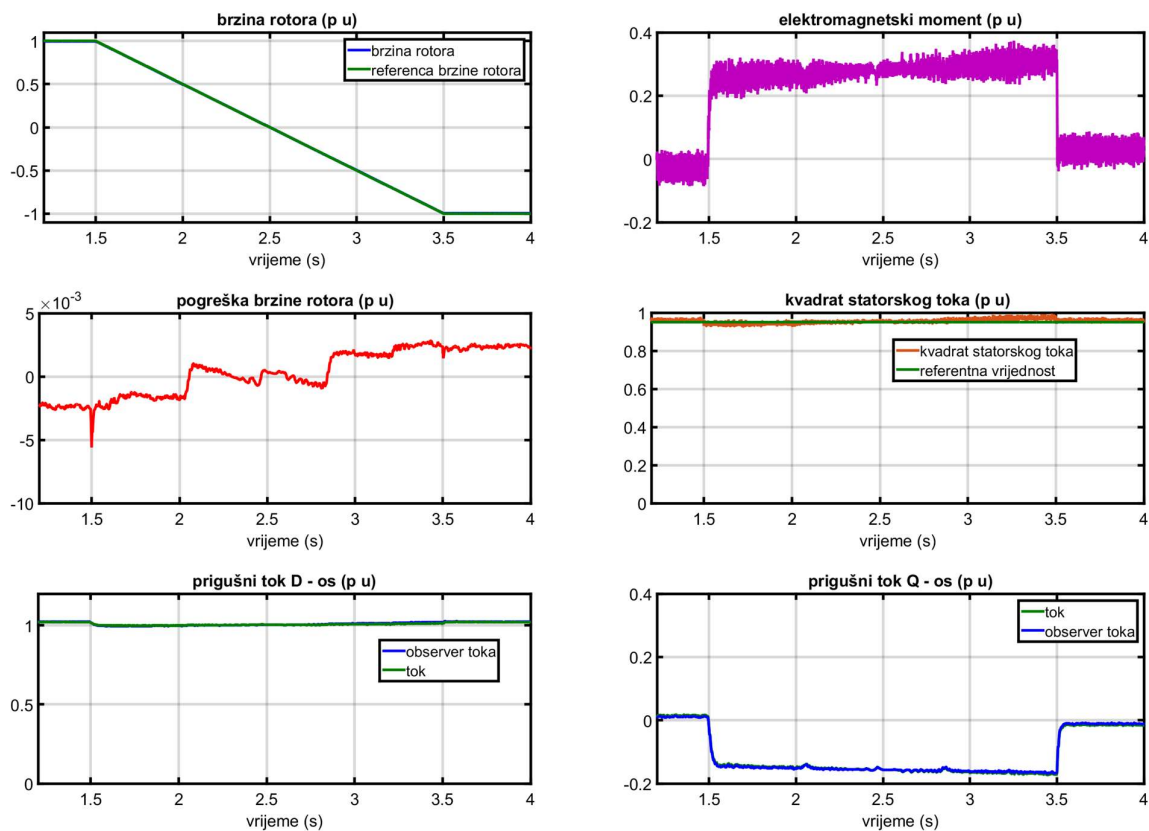 brzina rotora (p u)
1
0.5
0
-0.5
-1
brzina rotora
referenca brzine rotora
1.5 2 2.5 3 3.5 4
vrijeme (s)
elektromagnetski moment (p u)
0.4
0.2
0
-0.2
1.5 2 2.5 3 3.5 4
vrijeme (s)
×10-3
pogreška brzine rotora (p u)
5
0
-5
-10
1.5 2 2.5 3 3.5 4
vrijeme (s)
kvadrat statorskog toka (p u)
1
0.8
0.6
0.4
0.2
0
kvadrat statorskog toka
referentna vrijednost
1.5 2 2.5 3 3.5 4
vrijeme (s)
prigušni tok D - os (p u)
1
0.5
0
observer toka
tok
1.5 2 2.5 3 3.5 4
vrijeme (s)
prigušni tok Q - os (p u)
0.4
0.2
0
-0.2
tok
observer toka
1.5 2 2.5 3 3.5 4
vrijeme (s)